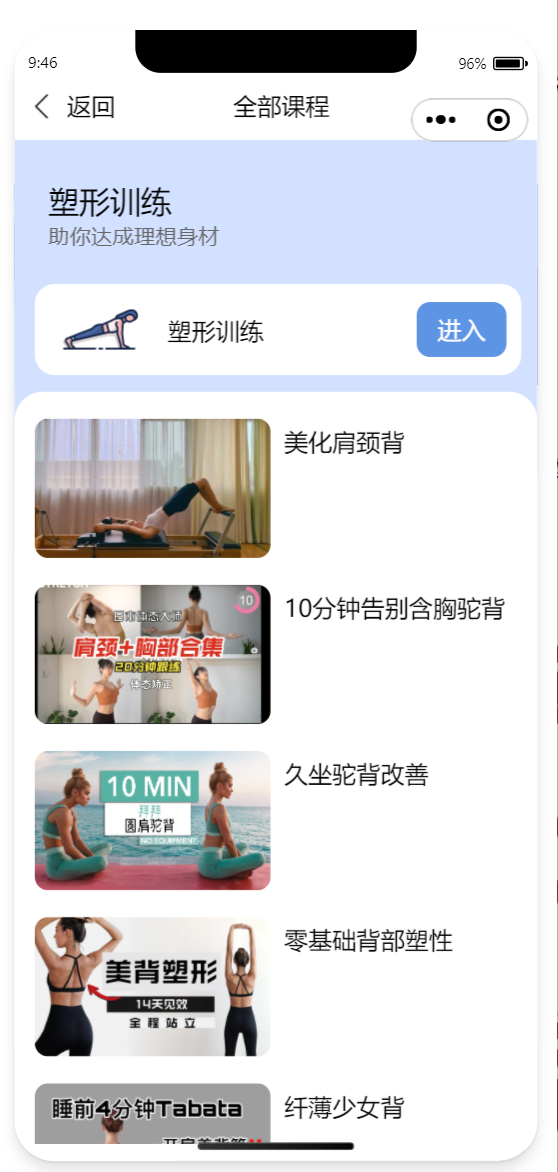 9:46
96%
返回
全部课程
塑形训练
助你达成理想身材
塑形训练
进入
美化肩颈背
10
肩颈+胸部合集
20分钟跟练
体态矫正
10分钟告别含胸驼背
10 MIN
拜拜
圆肩驼背
NO EQUIPMENT
久坐驼背改善
美背塑形
14天见效
全程站立
零基础背部塑性
睡前4分钟Tabata
纤薄少女背